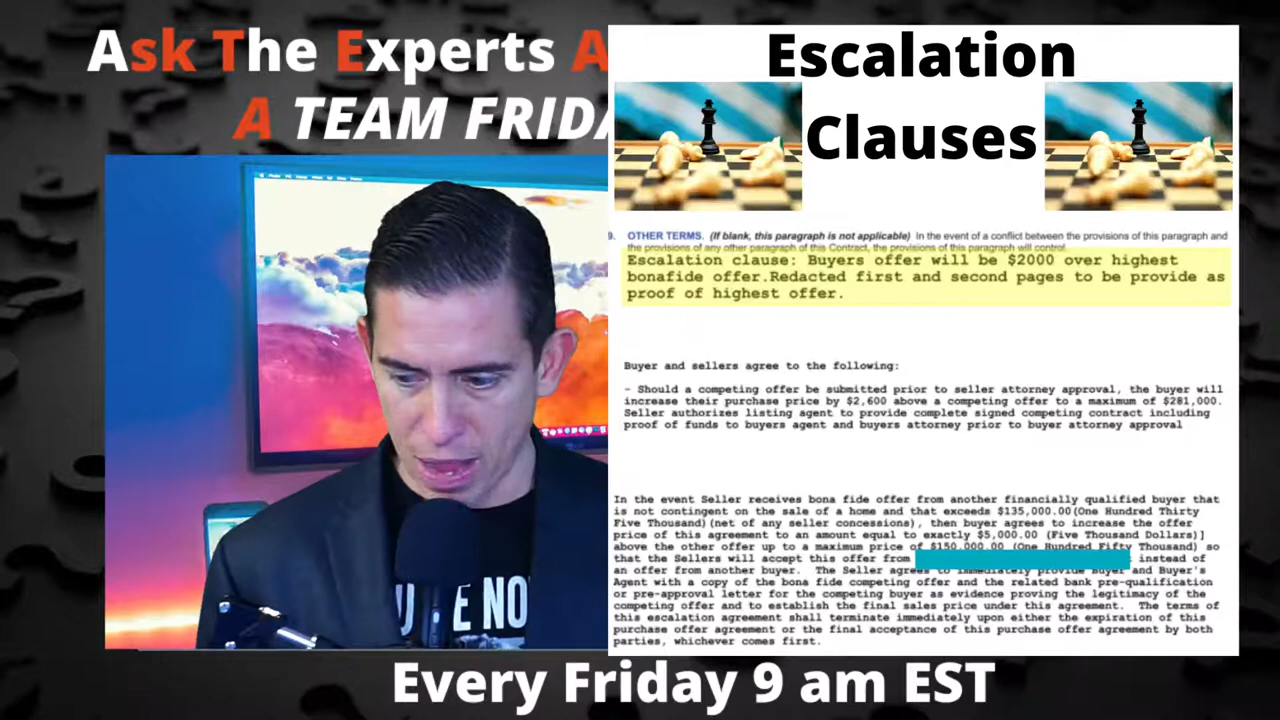 Ask The Experts A
A TEAM FRIDA
Escalation
Clauses
9. OTHER TERMS. (If blank, this paragraph is not applicable) In the event of a conflict between the provisions of this paragraph and
the provisions of any other paragraph of this Contract, the provisions of this paragraph will control.
Escalation clause: Buyers offer will be $2000 over highest
bonafide offer.Redacted first and second pages to be provide as
proof of highest offer.
Buyer and sellers agree to the following:
- Should a competing offer be submitted prior to seller attorney approval, the buyer will
increase their purchase price by $2,600 above a competing offer to a maximum of $281,000.
Seller authorizes listing agent to provide complete signed competing contract including
proof of funds to buyers agent and buyers attorney prior to buyer attorney approval
In the event Seller receives bona fide offer from another financially qualified buyer that
is not contingent on the sale of a home and that exceeds $135,000.00(One Hundred Thirty
Five Thousand)(net of any seller concessions), then buyer agrees to increase the offer
price of this agreement to an amount equal to exactly $5,000.00 (Five Thousand Dollars)]
above the other offer up to a maximum price of $150,000.00 (One Hundred Fifty Thousand) so
that the Sellers will accept this offer from instead of
an offer from another buyer. The Seller agrees to immediately provide Buyer and Buyer's
Agent with a copy of the bona fide competing offer and the related bank pre-qualification
or pre-approval letter for the competing buyer as evidence proving the legitimacy of the
competing offer and to establish the final sales price under this agreement. The terms of
this escalation agreement shall terminate immediately upon either the expiration of this
purchase offer agreement or the final acceptance of this purchase offer agreement by both
parties, whichever comes first.
U E NO
Every Friday 9 am EST